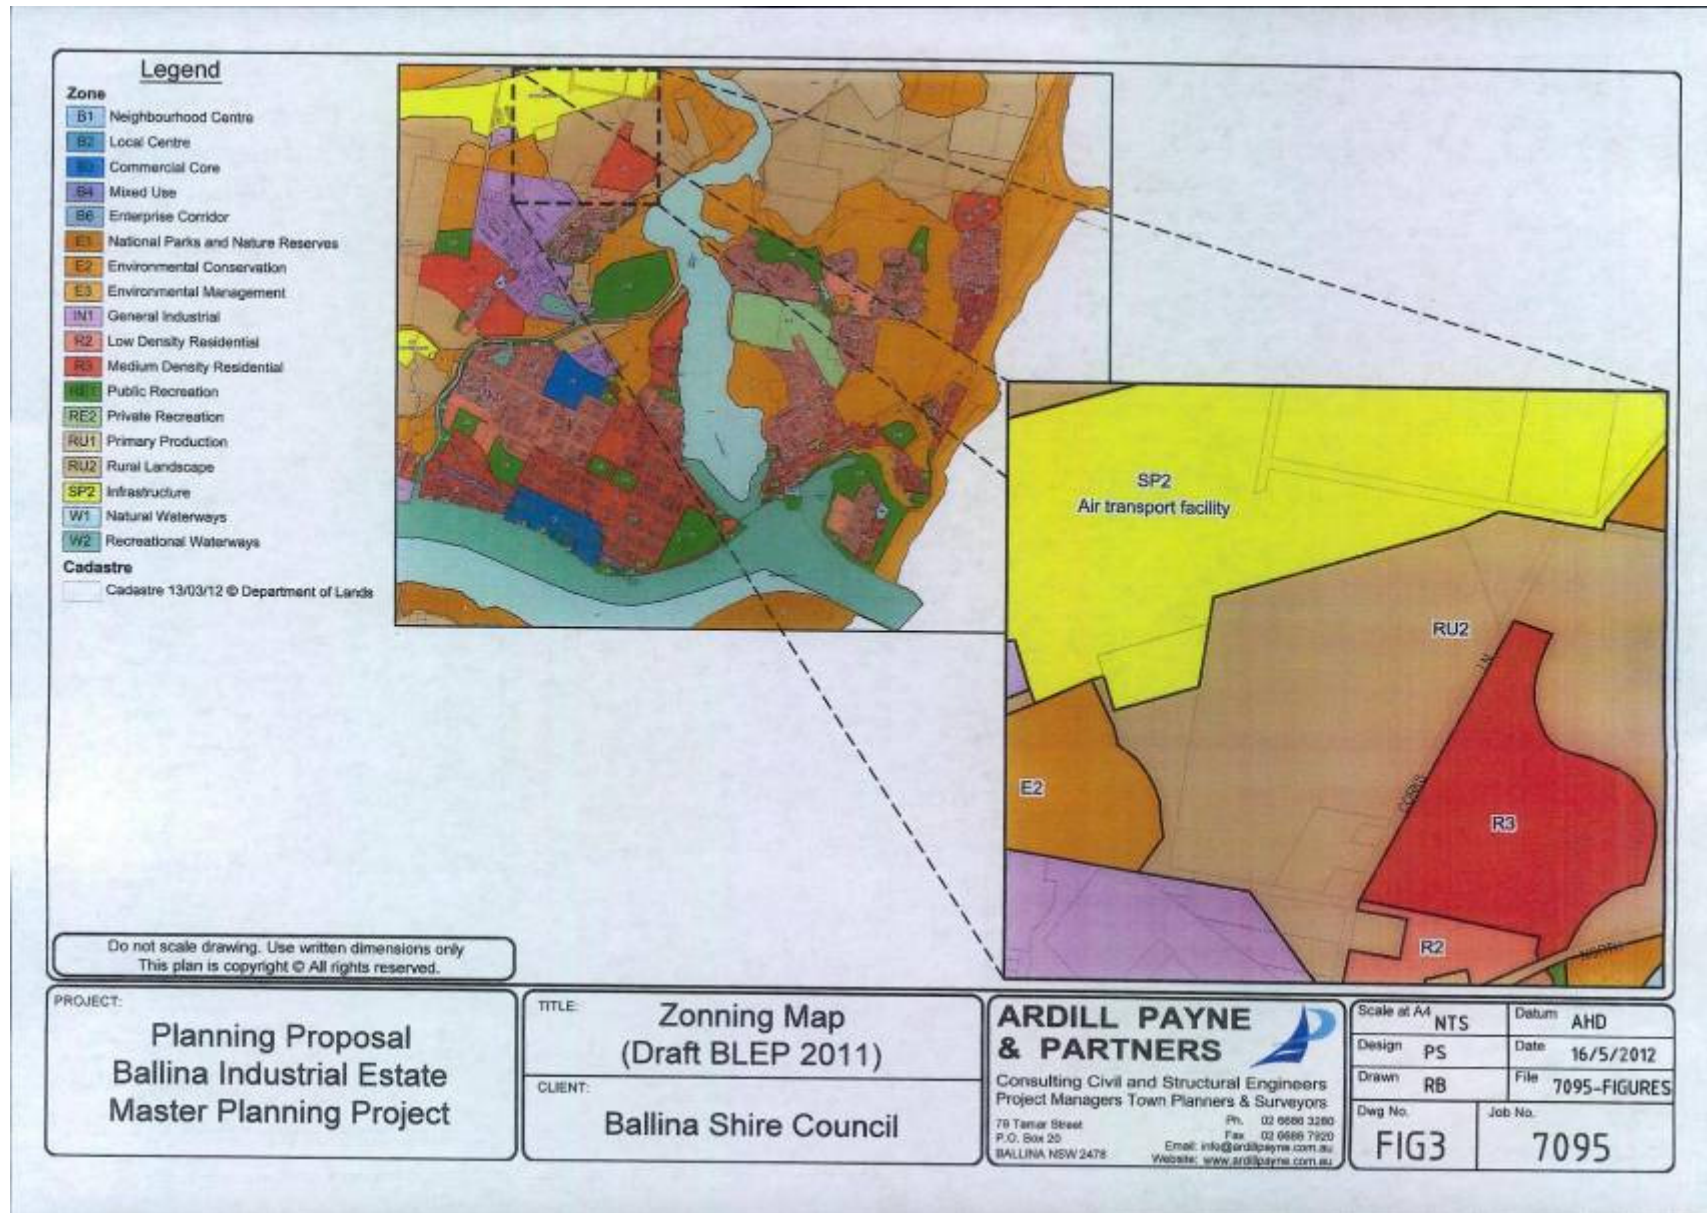 Legend
Zone
B1 Neighbourhood Centre
B2 Local Centre
B3 Commercial Core
B4 Mixed Use
B6 Enterprise Corridor
E1 National Parks and Nature Reserves
E2 Environmental Conservation
E3 Environmental Management
IN1 General Industrial
R2 Low Density Residential
R3 Medium Density Residential
RE1 Public Recreation
RE2 Private Recreation
RU1 Primary Production
RU2 Rural Landscape
SP2 Infrastructure
W1 Natural Waterways
W2 Recreational Waterways
Cadastre
Cadastre 13/03/12 © Department of Lands
SP2
Air transport facility
RU2
LN
CORKS
E2
R3
R2
NORTH
Do not scale drawing. Use written dimensions only
This plan is copyright © All rights reserved.
PROJECT:
Planning Proposal
Ballina Industrial Estate
Master Planning Project
TITLE:
Zonning Map
(Draft BLEP 2011)
CLIENT:
Ballina Shire Council
ARDILL PAYNE
& PARTNERS
Consulting Civil and Structural Engineers
Project Managers Town Planners & Surveyors
79 Tamar Street
P.O. Box 20
BALLINA NSW 2478
Ph. 02 6686 3280
Fax 02 6686 7920
Email: info@ardillpayne.com.au
Website: www.ardillpayne.com.au
Scale at A4 NTS
Datum AHD
Design PS
Date 16/5/2012
Drawn RB
File 7095-FIGURES
Dwg No. FIG3
Job No. 7095